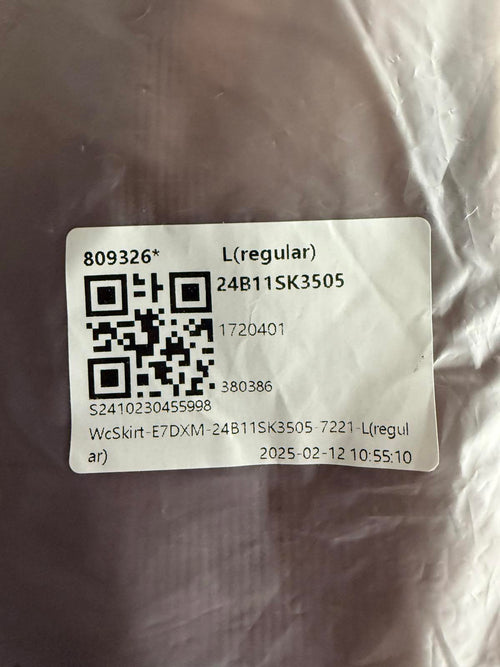 809326* L(regular)
24B11SK3505
1720401
380386
S2410230455998
WcSkirt-E7DXM-24B11SK3505-7221-L(regul
ar) 2025-02-12 10:55:10